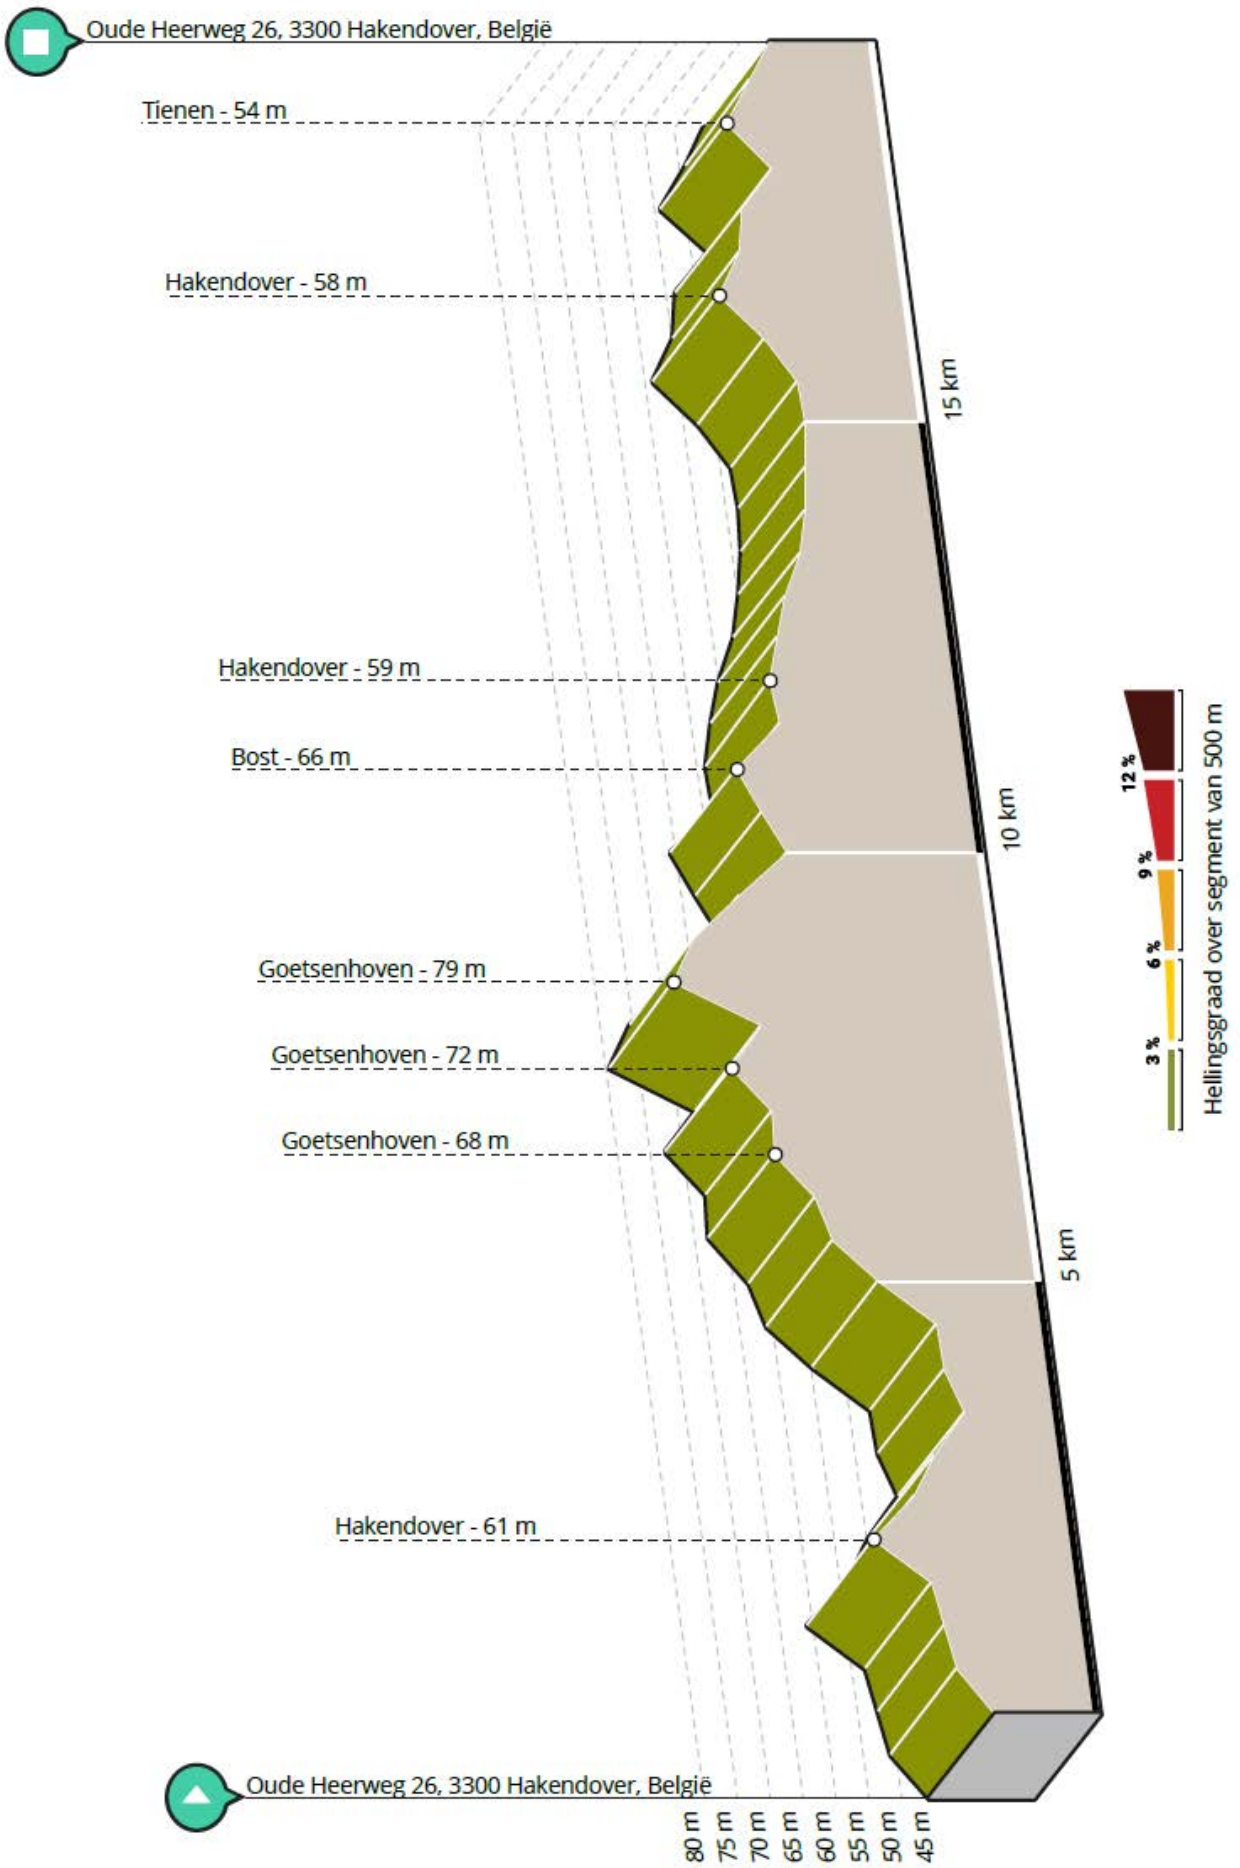 Oude Heerweg 26, 3300 Hakendover, België
Tienen - 54 m
Hakendover - 58 m
15 km
Hakendover - 59 m
Bost - 66 m
10 km
Goetsenhoven - 79 m
Goetsenhoven - 72 m
Goetsenhoven - 68 m
5 km
Hakendover - 61 m
Oude Heerweg 26, 3300 Hakendover, België
80 m
75 m
70 m
65 m
60 m
55 m
50 m
45 m
3 %
6 %
9 %
12 %
Hellingsgraad over segment van 500 m